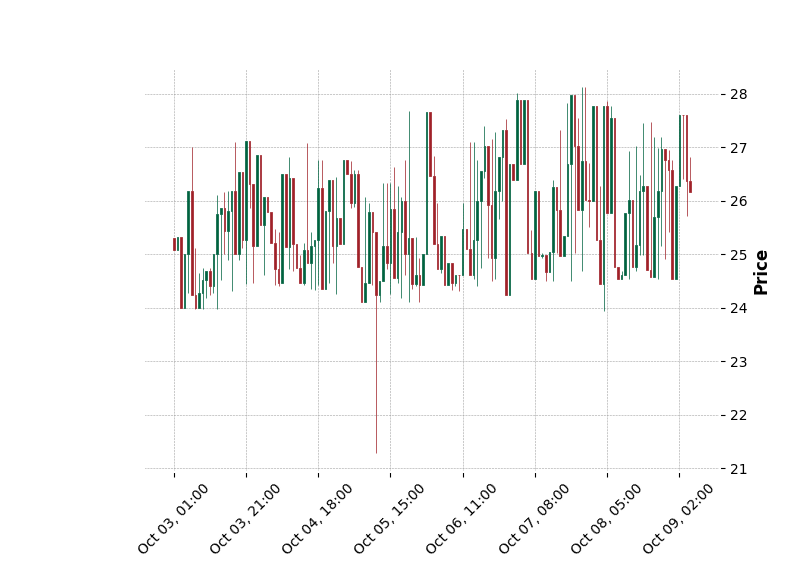 28
27
26
25
24
23
22
21
Price
Oct 03, 01:00
Oct 03, 21:00
Oct 04, 18:00
Oct 05, 15:00
Oct 06, 11:00
Oct 07, 08:00
Oct 08, 05:00
Oct 09, 02:00